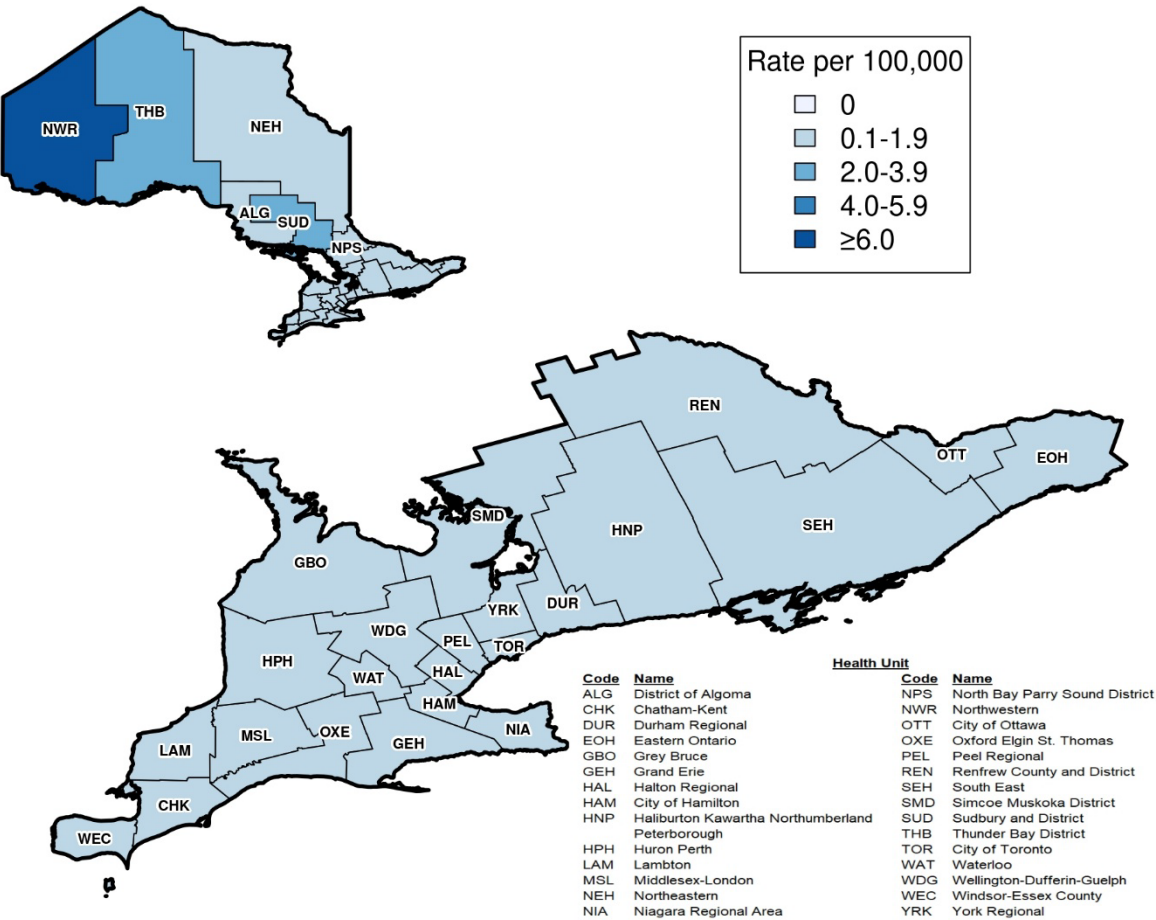 NWR
THB
NEH
ALG
SUD
NPS
Rate per 100,000
0
0.1-1.9
2.0-3.9
4.0-5.9
≥6.0
REN
OTT
EOH
SMD
HNP
SEH
GBO
YRK
DUR
WDG
PEL
TOR
HPH
WAT
HAL
HAM
MSL
OXE
GEH
NIA
LAM
CHK
WEC
Health Unit
Code Name
ALG District of Algoma
CHK Chatham-Kent
DUR Durham Regional
EOH Eastern Ontario
GBO Grey Bruce
GEH Grand Erie
HAL Halton Regional
HAM City of Hamilton
HNP Haliburton Kawartha Northumberland
Peterborough
HPH Huron Perth
LAM Lambton
MSL Middlesex-London
NEH Northeastern
NIA Niagara Regional Area
Code Name
NPS North Bay Parry Sound District
NWR Northwestern
OTT City of Ottawa
OXE Oxford Elgin St. Thomas
PEL Peel Regional
REN Renfrew County and District
SEH South East
SMD Simcoe Muskoka District
SUD Sudbury and District
THB Thunder Bay District
TOR City of Toronto
WAT Waterloo
WDG Wellington-Dufferin-Guelph
WEC Windsor-Essex County
YRK York Regional